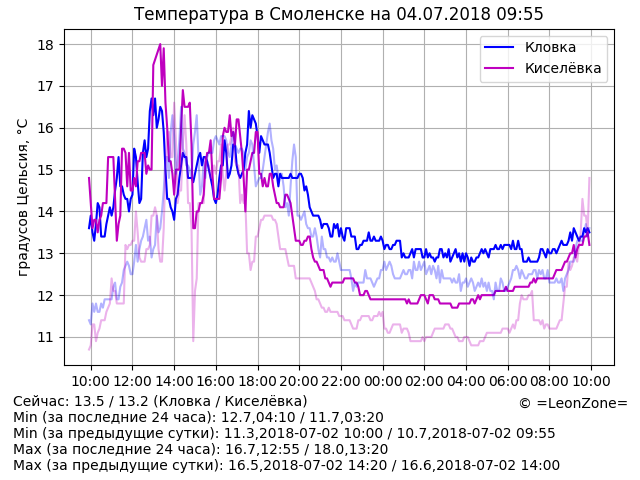 Температура в Смоленске на 04.07.2018 09:55
Кловка
Киселёвка
градусов Цельсия, °C
18
17
16
15
14
13
12
11
10:00 12:00 14:00 16:00 18:00 20:00 22:00 00:00 02:00 04:00 06:00 08:00 10:00
Сейчас: 13.5 / 13.2 (Кловка / Киселёвка)
© =LeonZone=
Min (за последние 24 часа): 12.7,04:10 / 11.7,03:20
Min (за предыдущие сутки): 11.3,2018-07-02 10:00 / 10.7,2018-07-02 09:55
Max (за последние 24 часа): 16.7,12:55 / 18.0,13:20
Max (за предыдущие сутки): 16.5,2018-07-02 14:20 / 16.6,2018-07-02 14:00